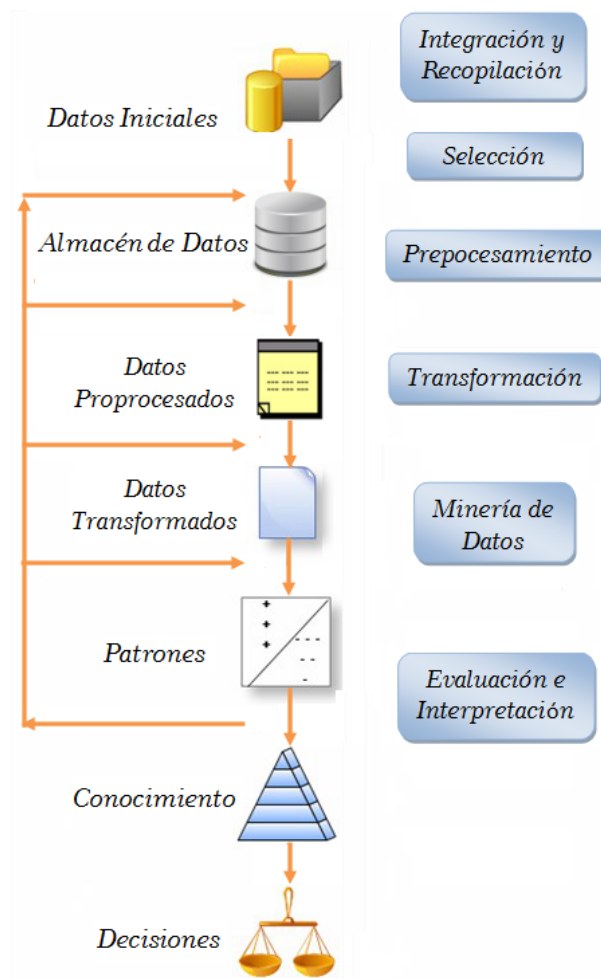 Integración y
Recopilación
Datos Iniciales
Selección
Almacén de Datos
Prepocesamiento
Datos
Proprocesados
Transformación
Datos
Transformados
Minería de
Datos
Patrones
Evaluación e
Interpretación
Conocimiento
Decisiones